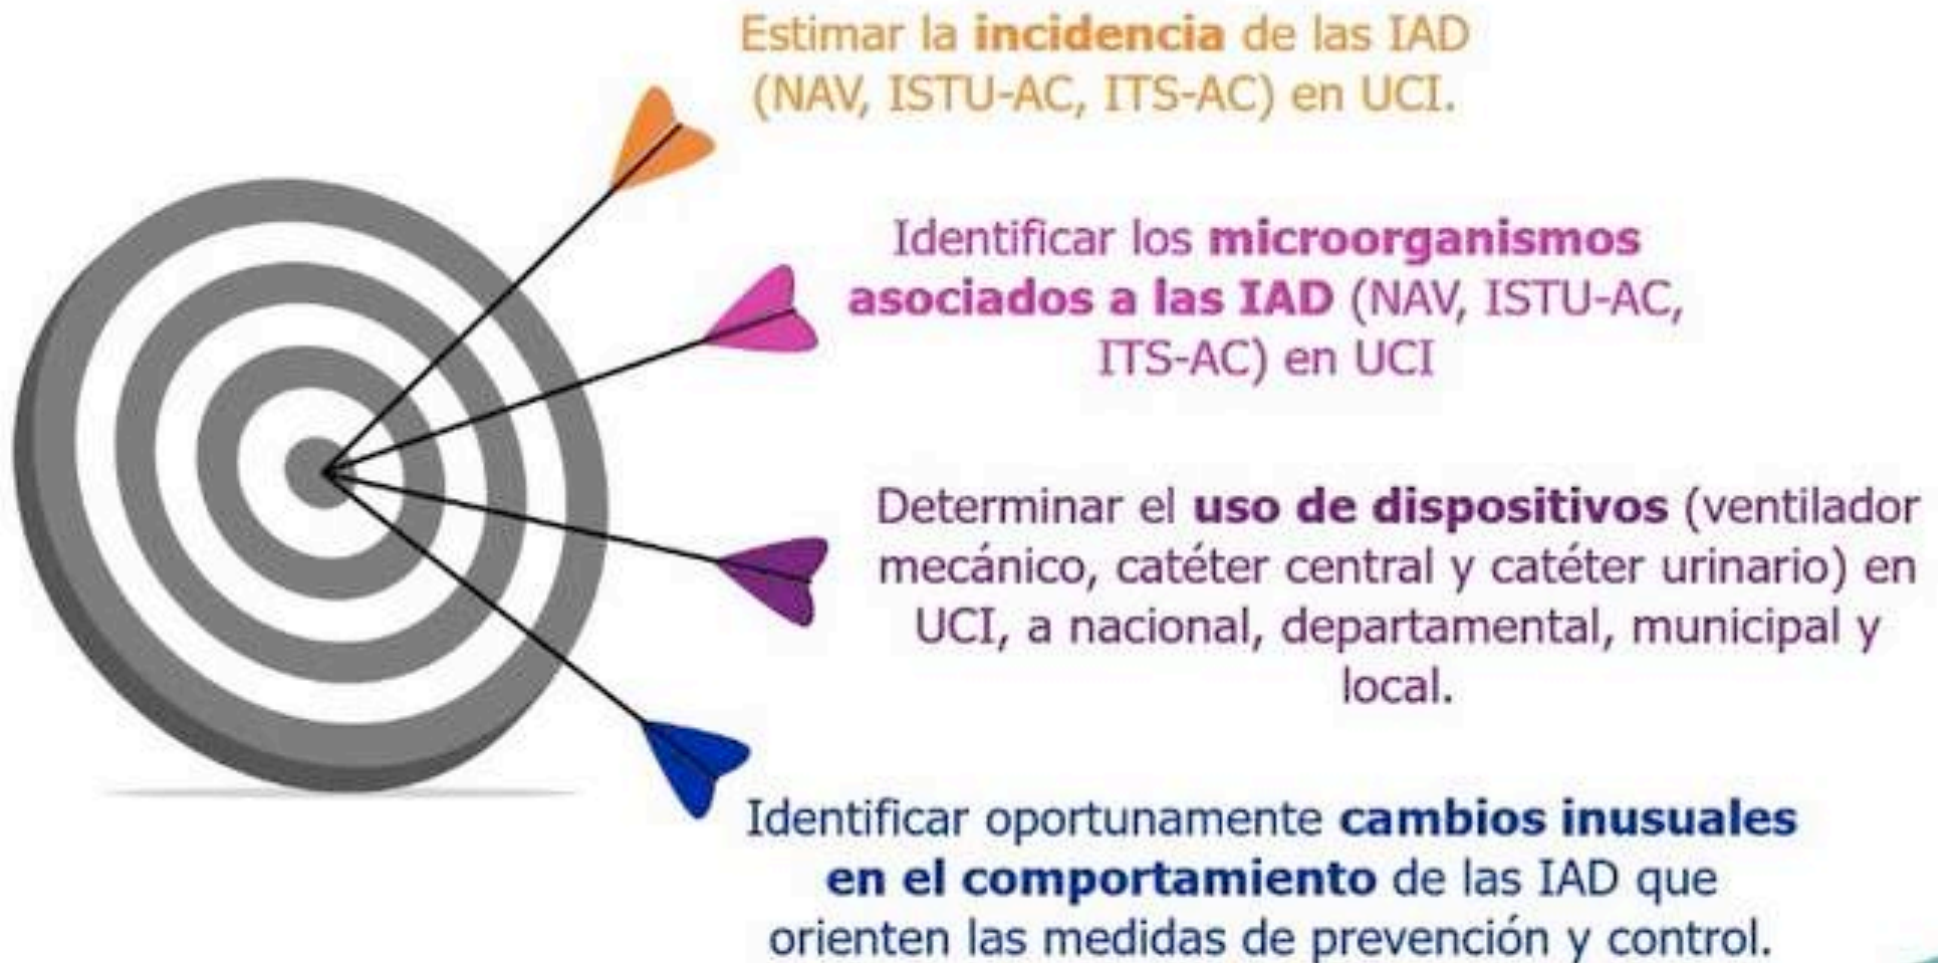 Estimar la incidencia de las IAD
(NAV, ISTU-AC, ITS-AC) en UCI.
Identificar los microorganismos
asociados a las IAD (NAV, ISTU-AC,
ITS-AC) en UCI
Determinar el uso de dispositivos (ventilador
mecánico, catéter central y catéter urinario) en
UCI, a nacional, departamental, municipal y
local.
Identificar oportunamente cambios inusuales
en el comportamiento de las IAD que
orienten las medidas de prevención y control.